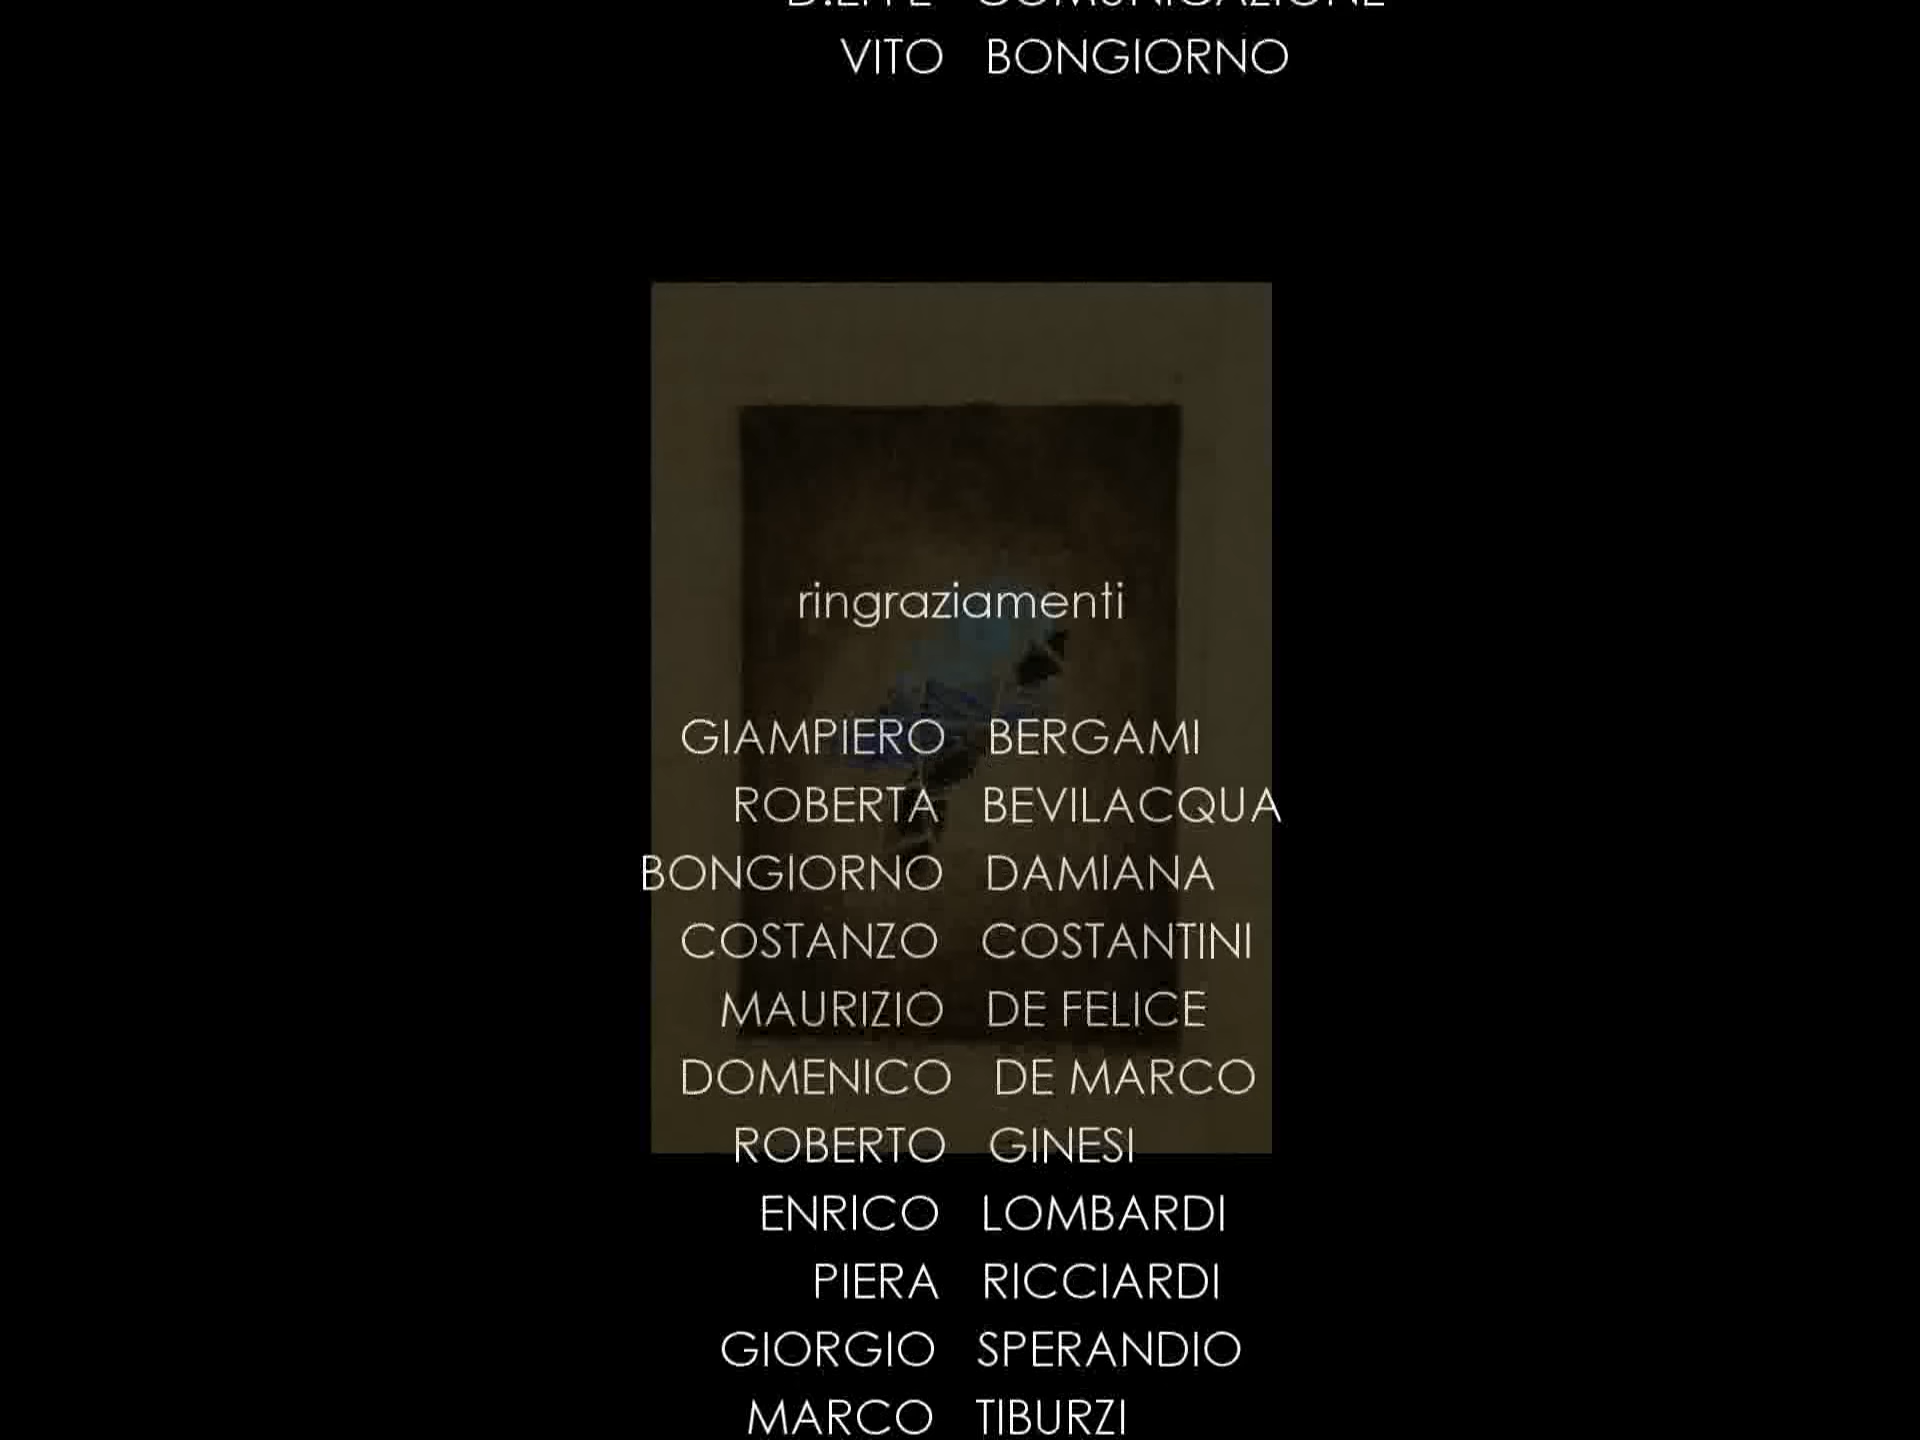 COMUNICAZIONE
VITO BONGIORNO
ringraziamenti
GIAMPIERO BERGAMI
ROBERTA BEVILACQUA
BONGIORNO DAMIANA
COSTANZO COSTANTINI
MAURIZIO DE FELICE
DOMENICO DE MARCO
ROBERTO GINESI
ENRICO LOMBARDI
PIERA RICCIARDI
GIORGIO SPERANDIO
MARCO TIBURZI